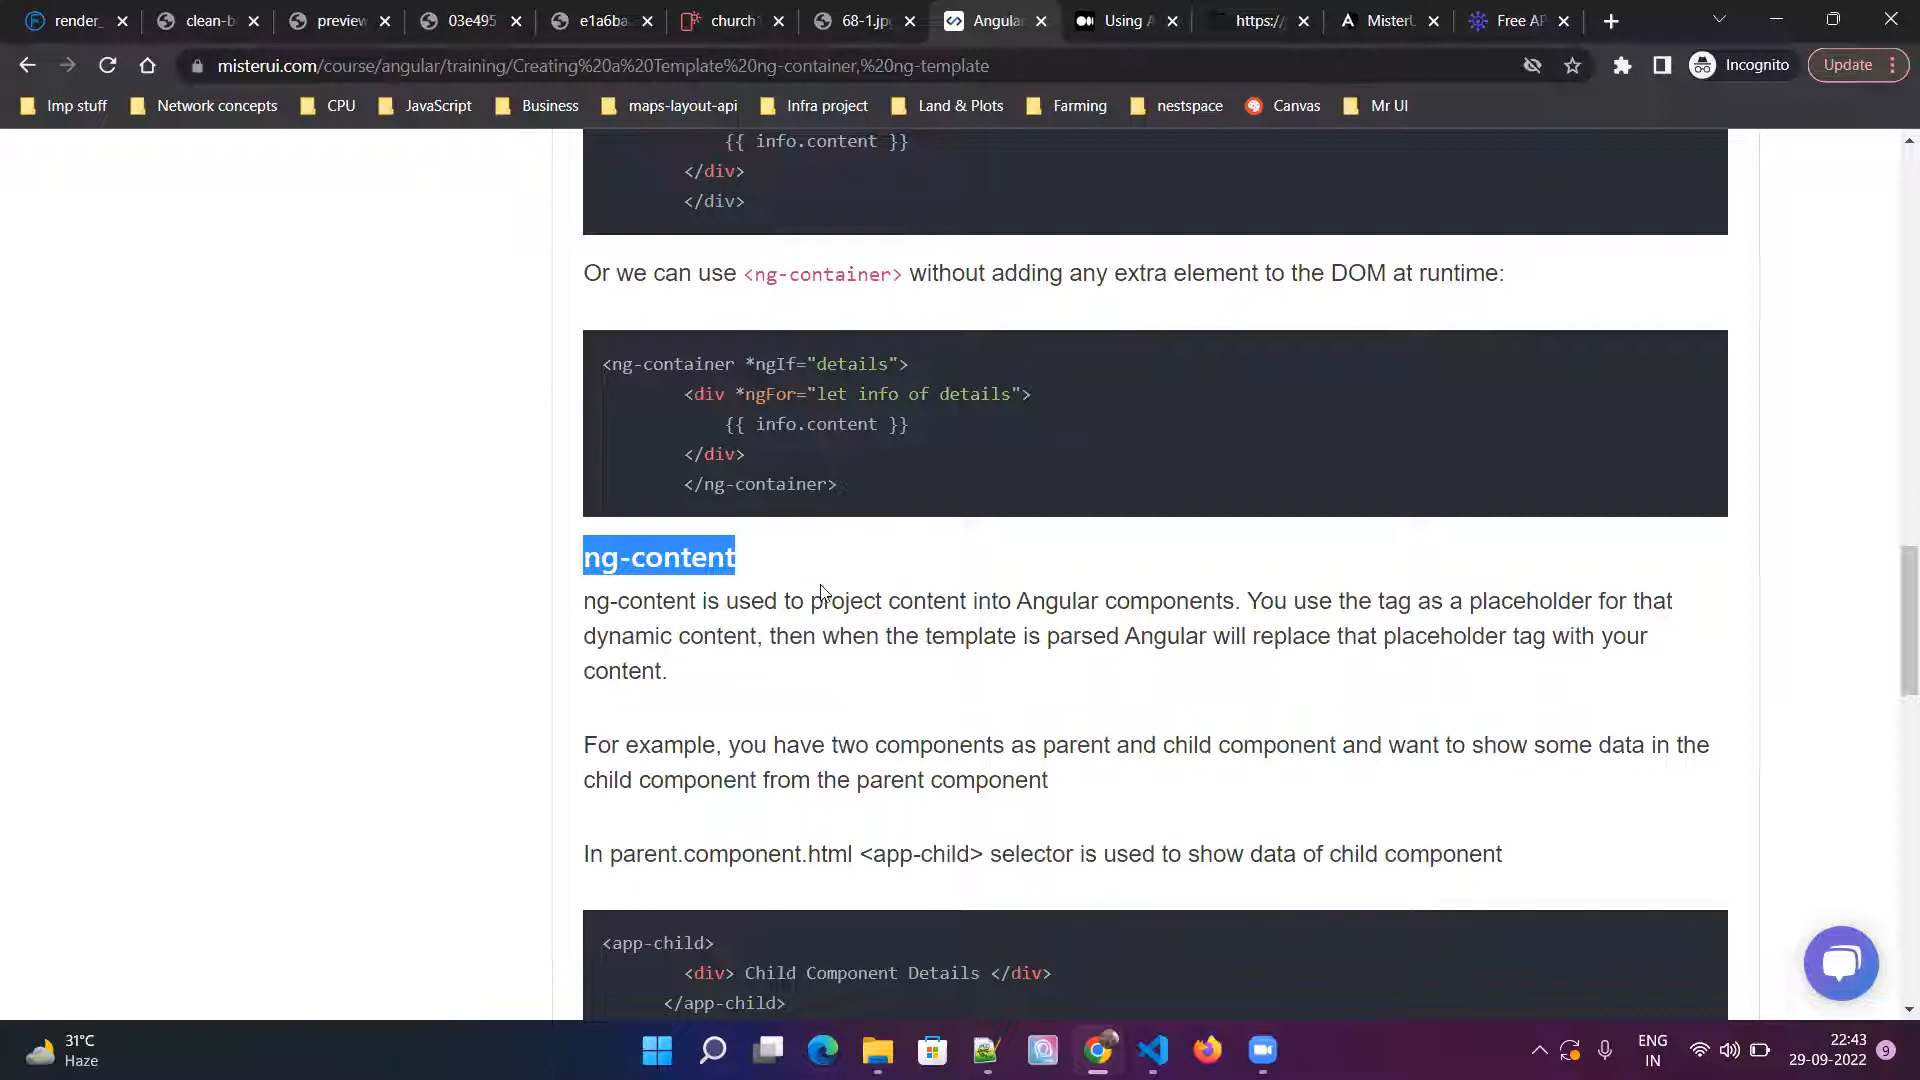 render_
clean-b
preview
03e495
e1a6ba
church
68-1.jpg
Angular
Using A
https://
MisterU
Free AP
misterui.com/course/angular/training/Creating%20a%20Template%20ng-container,%20ng-template
Incognito
Update
Imp stuff
Network concepts
CPU
JavaScript
Business
maps-layout-api
Infra project
Land & Plots
Farming
nestspace
Canvas
Mr UI
{{ info.content }}
</div>
</div>
Or we can use <ng-container> without adding any extra element to the DOM at runtime:
<ng-container *ngIf="details">
<div *ngFor="let info of details">
{{ info.content }}
</div>
</ng-container>
ng-content
ng-content is used to project content into Angular components. You use the tag as a placeholder for that
dynamic content, then when the template is parsed Angular will replace that placeholder tag with your
content.
For example, you have two components as parent and child component and want to show some data in the
child component from the parent component
In parent.component.html <app-child> selector is used to show data of child component
<app-child>
<div> Child Component Details </div>
</app-child>
31°C
Haze
ENG
IN
22:43
29-09-2022
9